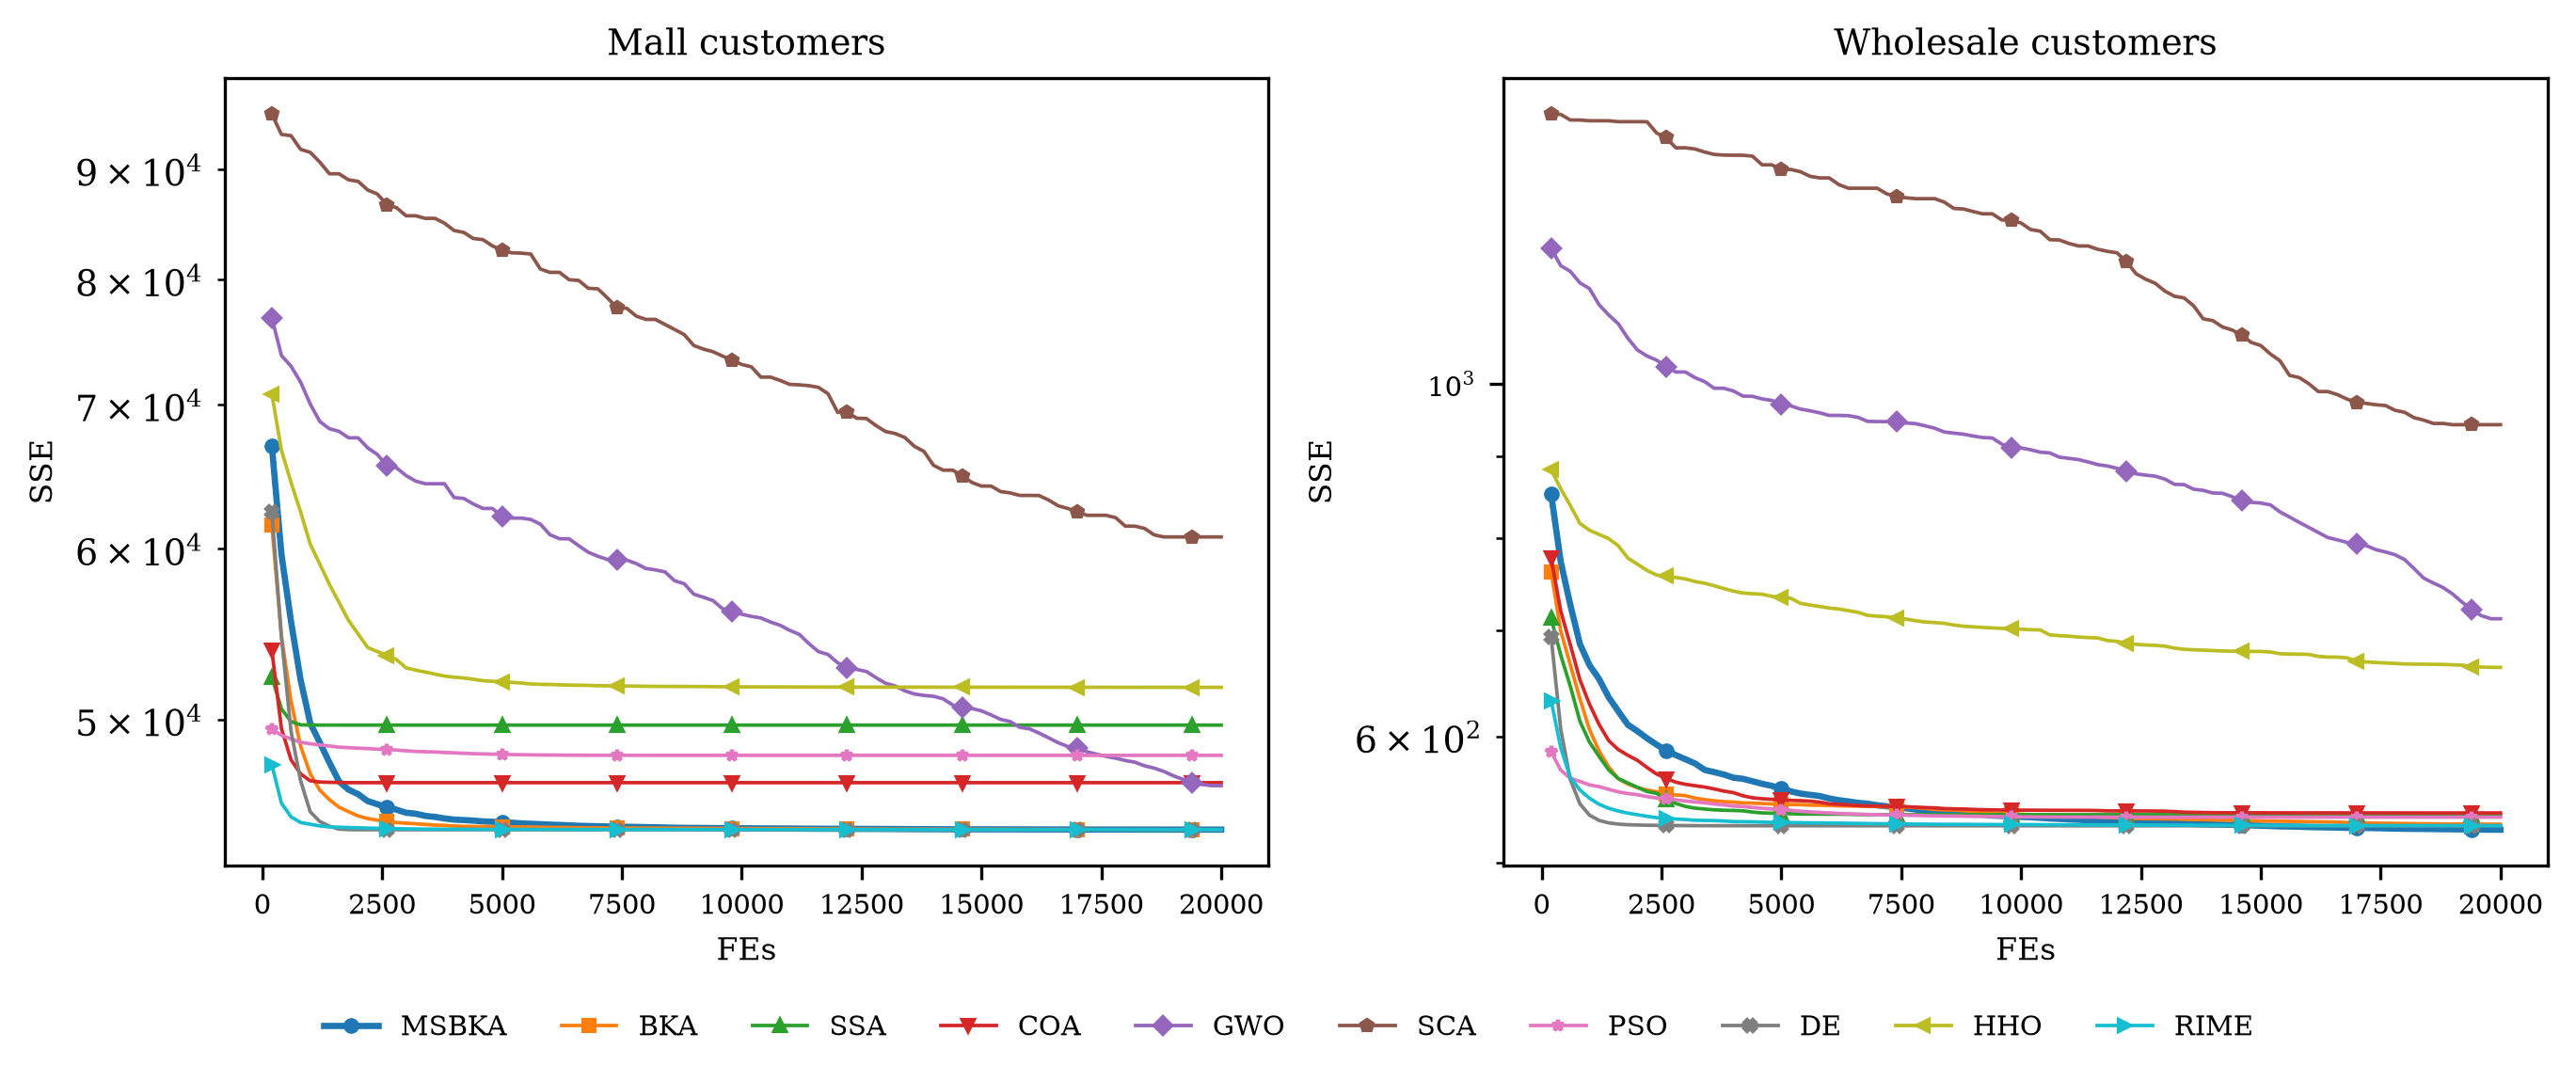 Mall customers
SSE
9 × 10⁴
8 × 10⁴
7 × 10⁴
6 × 10⁴
5 × 10⁴
0 2500 5000 7500 10000 12500 15000 17500 20000
FEs
Wholesale customers
SSE
10³
6 × 10²
0 2500 5000 7500 10000 12500 15000 17500 20000
FEs
MSBKA BKA SSA COA GWO SCA PSO DE HHO RIME